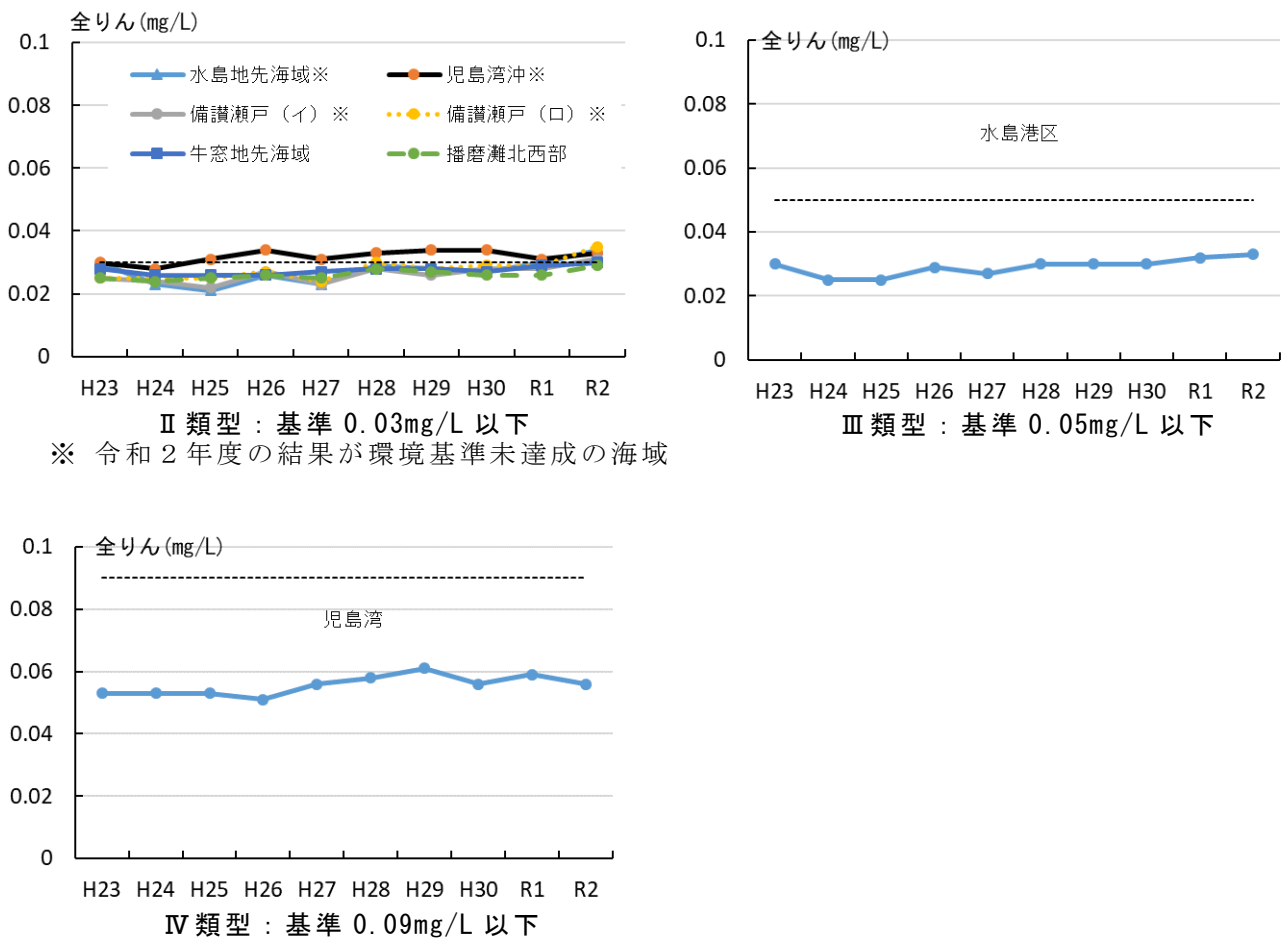 全りん(mg/L)
0.1
0.08
0.06
0.04
0.02
0
水島地先海域※
児島湾沖※
備讃瀬戸（イ）※
備讃瀬戸（ロ）※
牛窓地先海域
播磨灘北西部
H23 H24 H25 H26 H27 H28 H29 H30 R1 R2
Ⅱ類型：基準 0.03mg/L 以下
※ 令和２年度の結果が環境基準未達成の海域
全りん(mg/L)
0.1
0.08
0.06
0.04
0.02
0
水島港区
H23 H24 H25 H26 H27 H28 H29 H30 R1 R2
Ⅲ類型：基準 0.05mg/L 以下
全りん(mg/L)
0.1
0.08
0.06
0.04
0.02
0
児島湾
H23 H24 H25 H26 H27 H28 H29 H30 R1 R2
Ⅳ類型：基準 0.09mg/L 以下